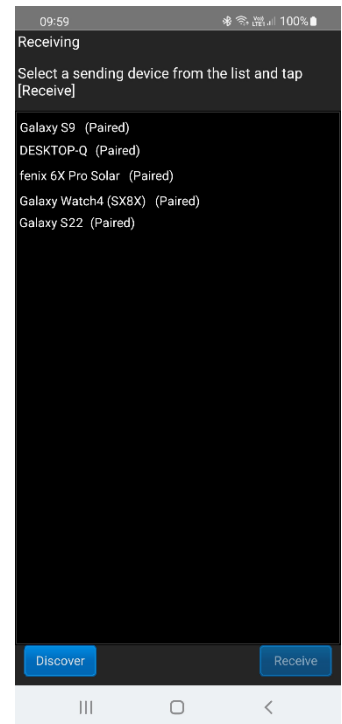 09:59 100%
Receiving
Select a sending device from the list and tap
[Receive]
Galaxy S9 (Paired)
DESKTOP-Q (Paired)
fenix 6X Pro Solar (Paired)
Galaxy Watch4 (SX8X) (Paired)
Galaxy S22 (Paired)
Discover Receive